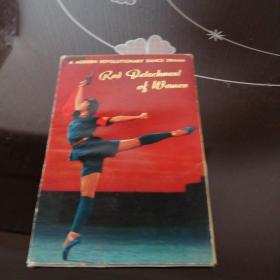 A MODERN REVOLUTIONARY DANCE DRAMA
Red Detachment
of Women